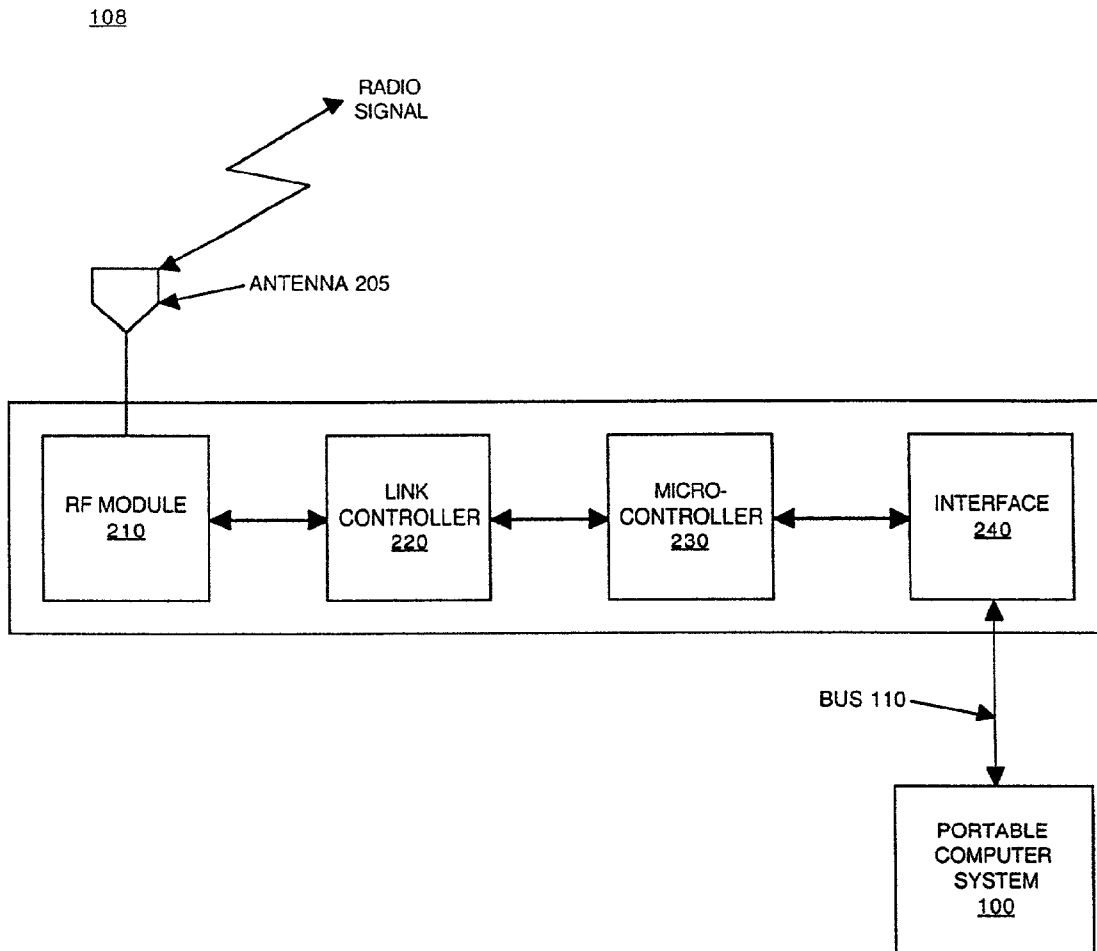 108
RADIO
SIGNAL
ANTENNA 205
RF MODULE
210
LINK
CONTROLLER
220
MICRO-
CONTROLLER
230
INTERFACE
240
BUS 110
PORTABLE
COMPUTER
SYSTEM
100